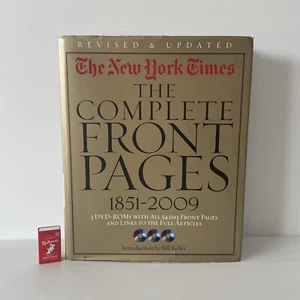 REVISED & UPDATED
The New York Times
THE
COMPLETE
FRONT
PAGES
1851-2009
3 DVD-ROMs WITH ALL 54,693 FRONT PAGES
AND LINKS TO THE FULL ARTICLES
Introduction by Bill Keller
Redheads